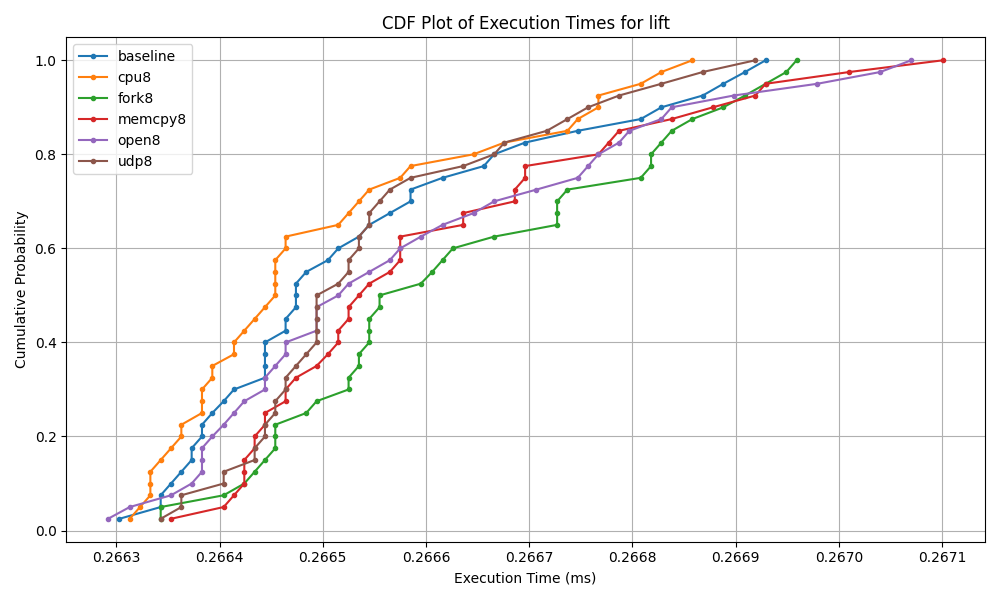 CDF Plot of Execution Times for lift
baseline
cpu8
fork8
memcpy8
open8
udp8
Cumulative Probability
1.0
0.8
0.6
0.4
0.2
0.0
0.2663 0.2664 0.2665 0.2666 0.2667 0.2668 0.2669 0.2670 0.2671
Execution Time (ms)